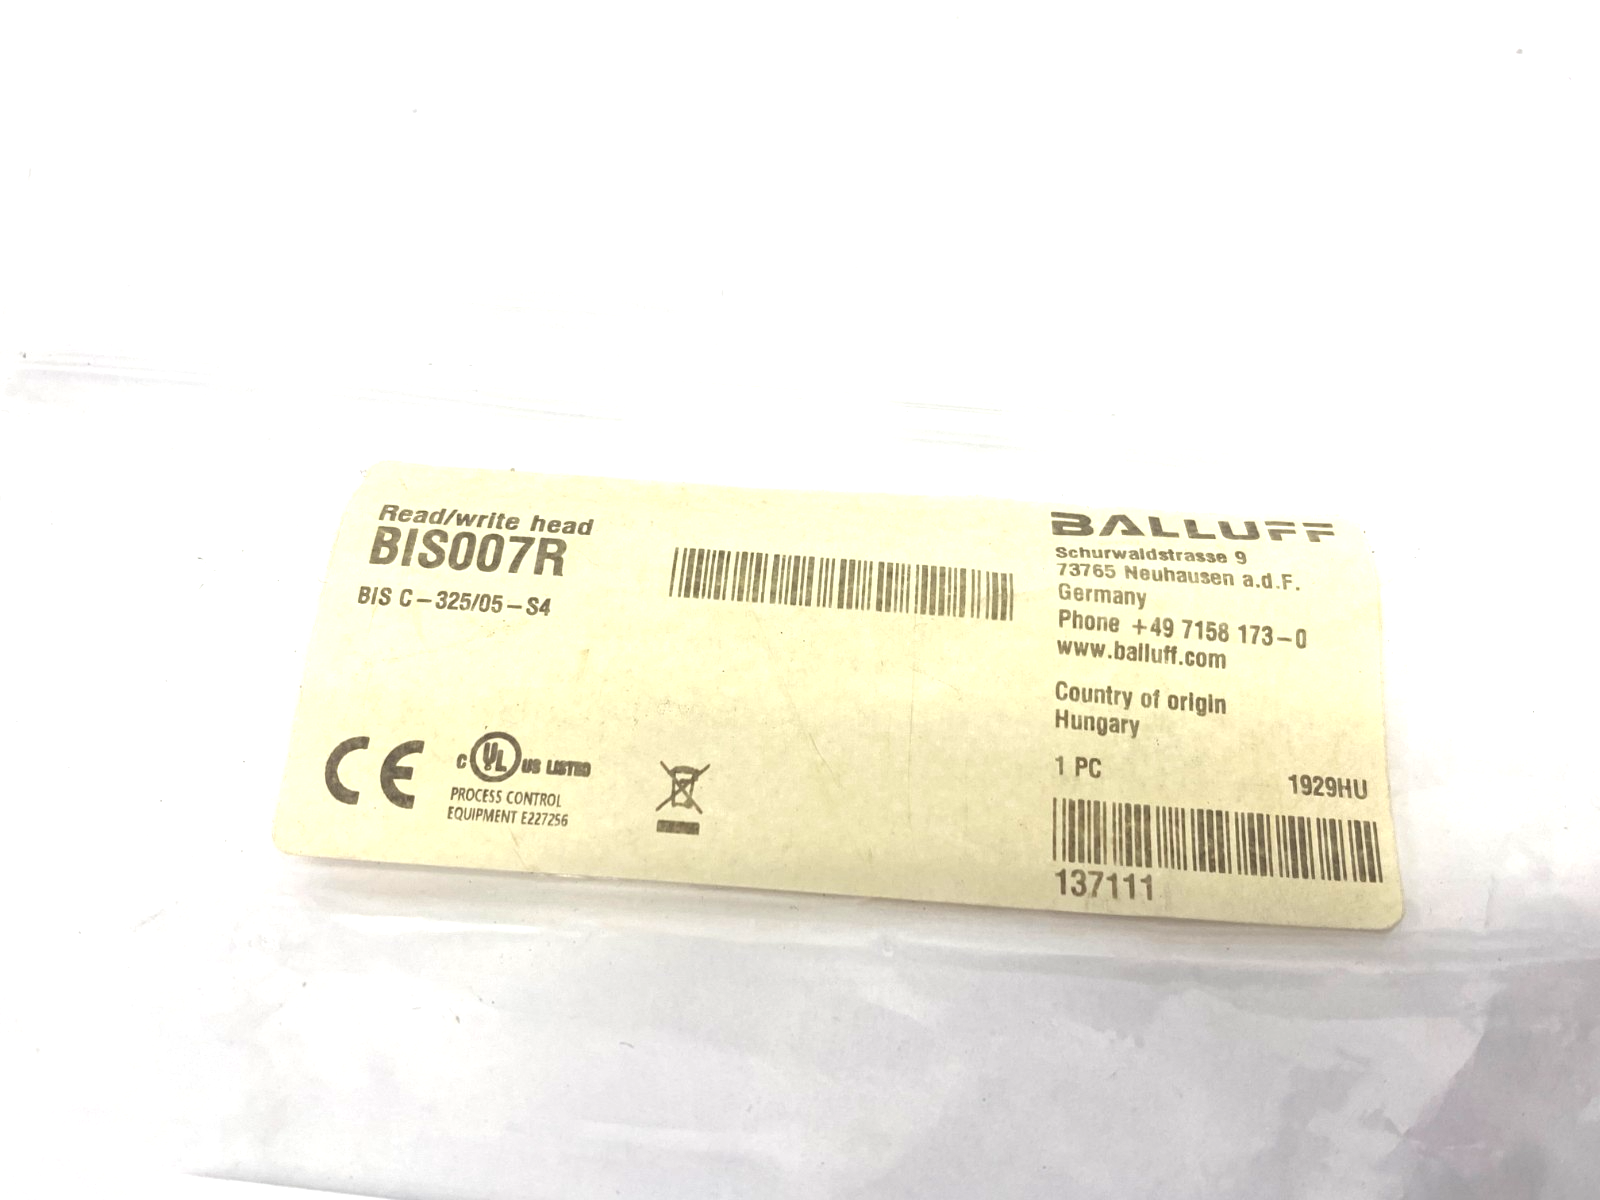 Read/write head
BIS007R
BIS C-325/05-S4
BALLUFF
Schurwaldstrasse 9
73765 Neuhausen a.d.F.
Germany
Phone +49 7158 173-0
www.balluff.com
Country of origin
Hungary
1 PC
1929HU
137111
CE
c UL US LISTED
PROCESS CONTROL
EQUIPMENT E227256